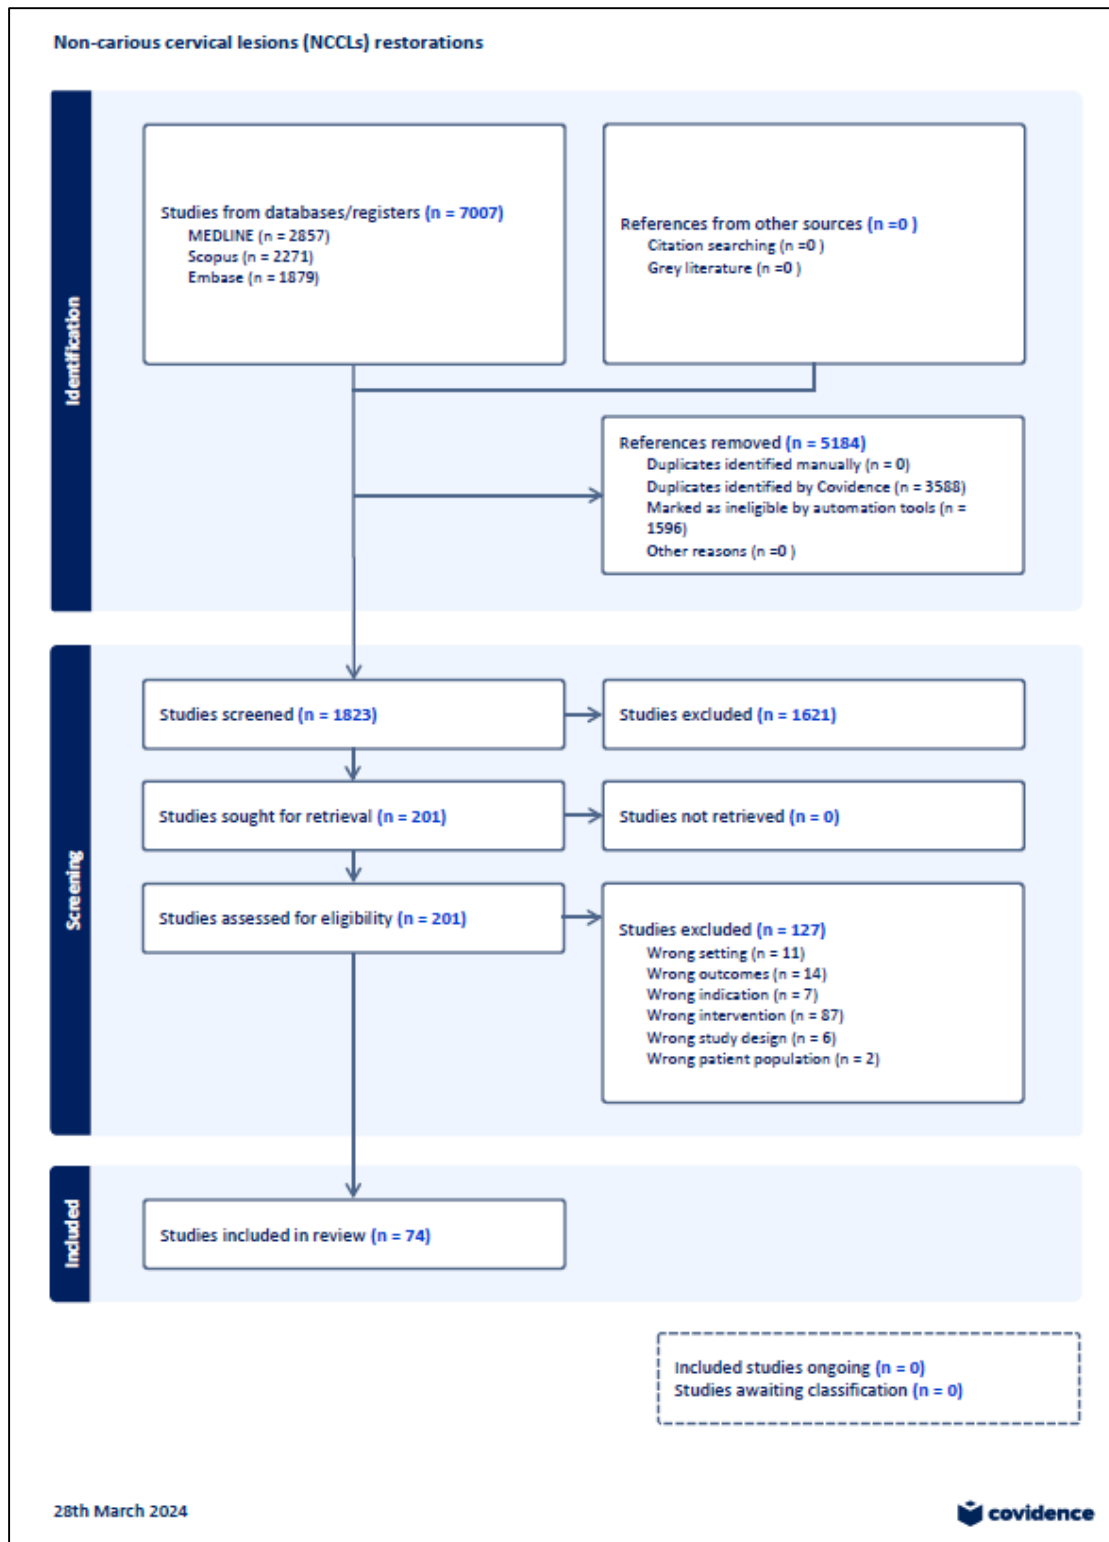 Non-carious cervical lesions (NCCLs) restorations
Identification
Studies from databases/registers (n = 7007)
MEDLINE (n = 2857)
Scopus (n = 2271)
Embase (n = 1879)
References from other sources (n =0 )
Citation searching (n =0 )
Grey literature (n =0 )
References removed (n = 5184)
Duplicates identified manually (n = 0)
Duplicates identified by Covidence (n = 3588)
Marked as ineligible by automation tools (n =
1596)
Other reasons (n =0 )
Screening
Studies screened (n = 1823)
Studies excluded (n = 1621)
Studies sought for retrieval (n = 201)
Studies not retrieved (n = 0)
Studies assessed for eligibility (n = 201)
Studies excluded (n = 127)
Wrong setting (n = 11)
Wrong outcomes (n = 14)
Wrong indication (n = 7)
Wrong intervention (n = 87)
Wrong study design (n = 6)
Wrong patient population (n = 2)
Included
Studies included in review (n = 74)
Included studies ongoing (n = 0)
Studies awaiting classification (n = 0)
28th March 2024
covidence